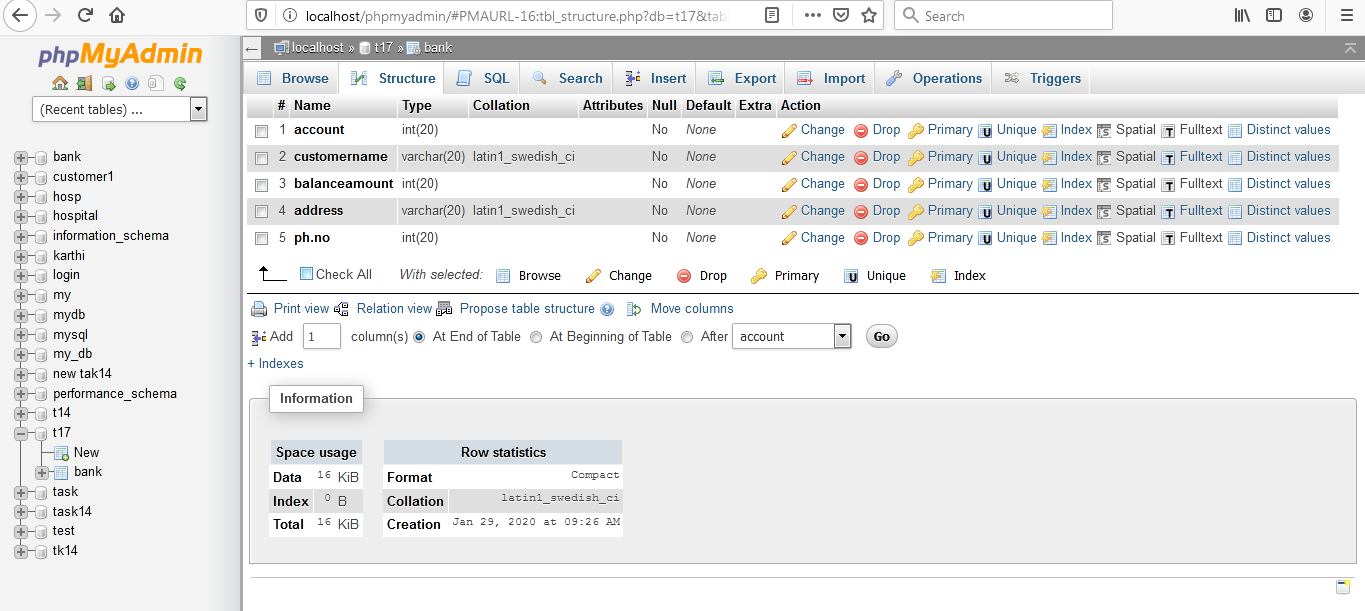 localhost/phpmyadmin/#PMAURL-16:tbl_structure.php?db=t17&tab
Search
phpMyAdmin
(Recent tables) ...
bank
customer1
hosp
hospital
information_schema
karthi
login
my
mydb
mysql
my_db
new tak14
performance_schema
t14
t17
New
bank
task
task14
test
tk14
localhost » t17 » bank
Browse Structure SQL Search Insert Export Import Operations Triggers
# Name Type Collation Attributes Null Default Extra Action
1 account int(20) No None Change Drop Primary Unique Index Spatial Fulltext Distinct values
2 customername varchar(20) latin1_swedish_ci No None Change Drop Primary Unique Index Spatial Fulltext Distinct values
3 balanceamount int(20) No None Change Drop Primary Unique Index Spatial Fulltext Distinct values
4 address varchar(20) latin1_swedish_ci No None Change Drop Primary Unique Index Spatial Fulltext Distinct values
5 ph.no int(20) No None Change Drop Primary Unique Index Spatial Fulltext Distinct values
Check All With selected: Browse Change Drop Primary Unique Index
Print view Relation view Propose table structure Move columns
Add 1 column(s) At End of Table At Beginning of Table After account Go
+ Indexes
Information
Space usage
Data 16 KiB
Index 0 B
Total 16 KiB
Row statistics
Format Compact
Collation latin1_swedish_ci
Creation Jan 29, 2020 at 09:26 AM